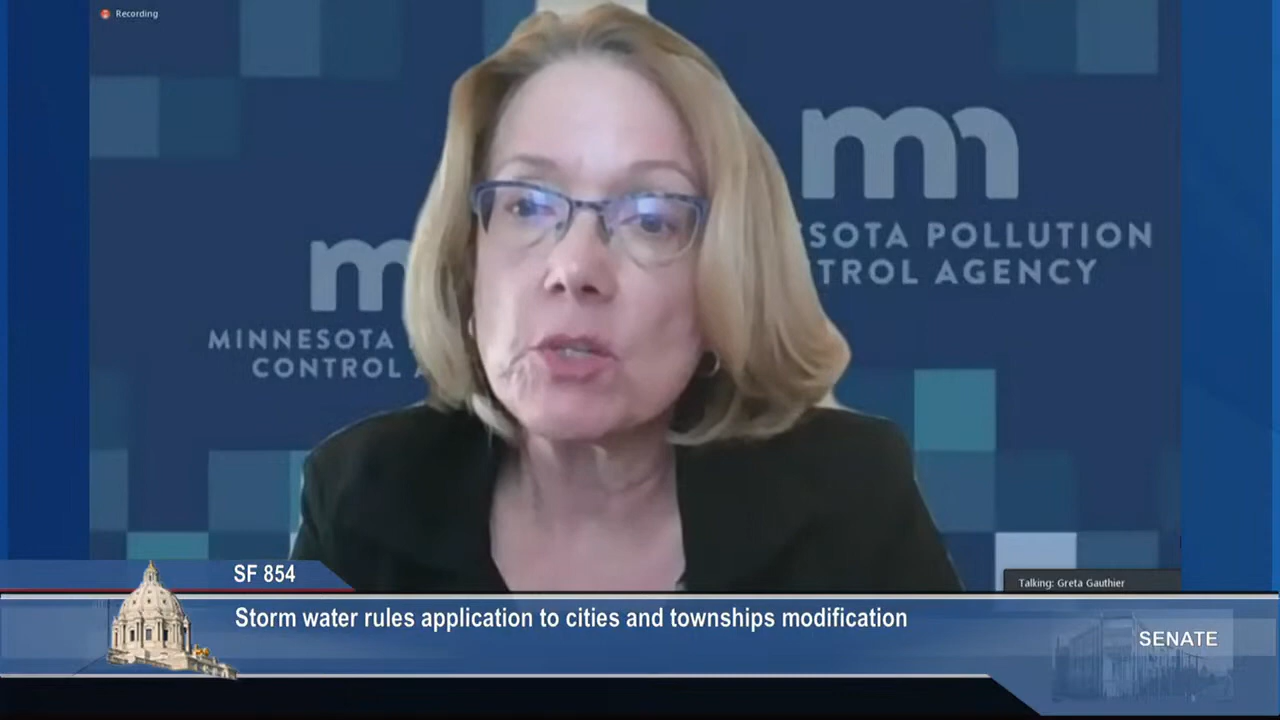 Recording
mn
SOTA POLLUTION
TROL AGENCY
m
MINNESOTA
CONTROL
Talking: Greta Gauthier
SF 854
Storm water rules application to cities and townships modification
SENATE